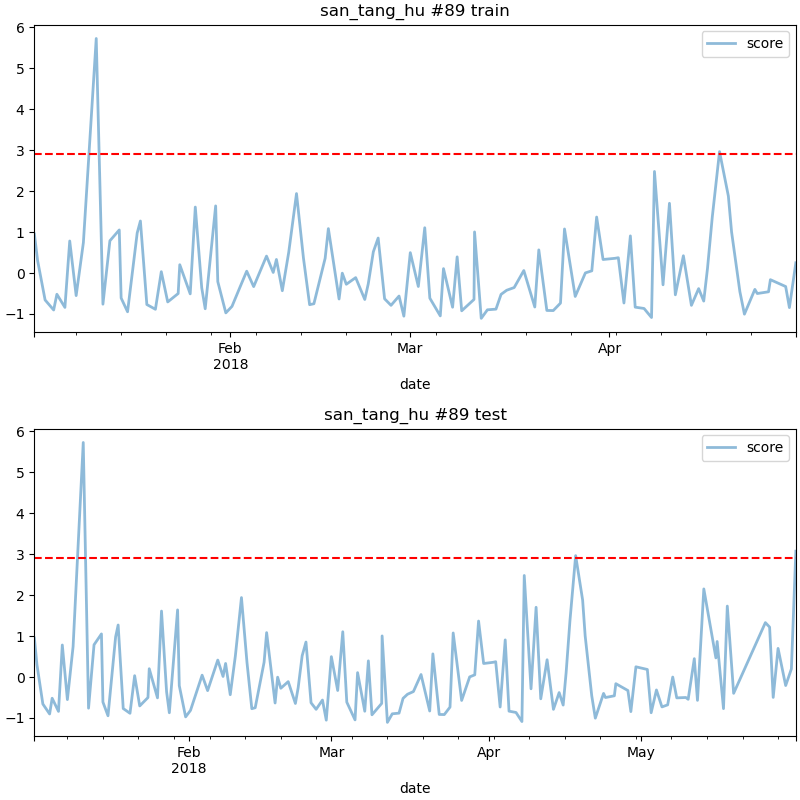 san_tang_hu #89 train
6
5
4
3
2
1
0
−1
score
Feb
2018
Mar
Apr
date
san_tang_hu #89 test
6
5
4
3
2
1
0
−1
score
Feb
2018
Mar
Apr
May
date